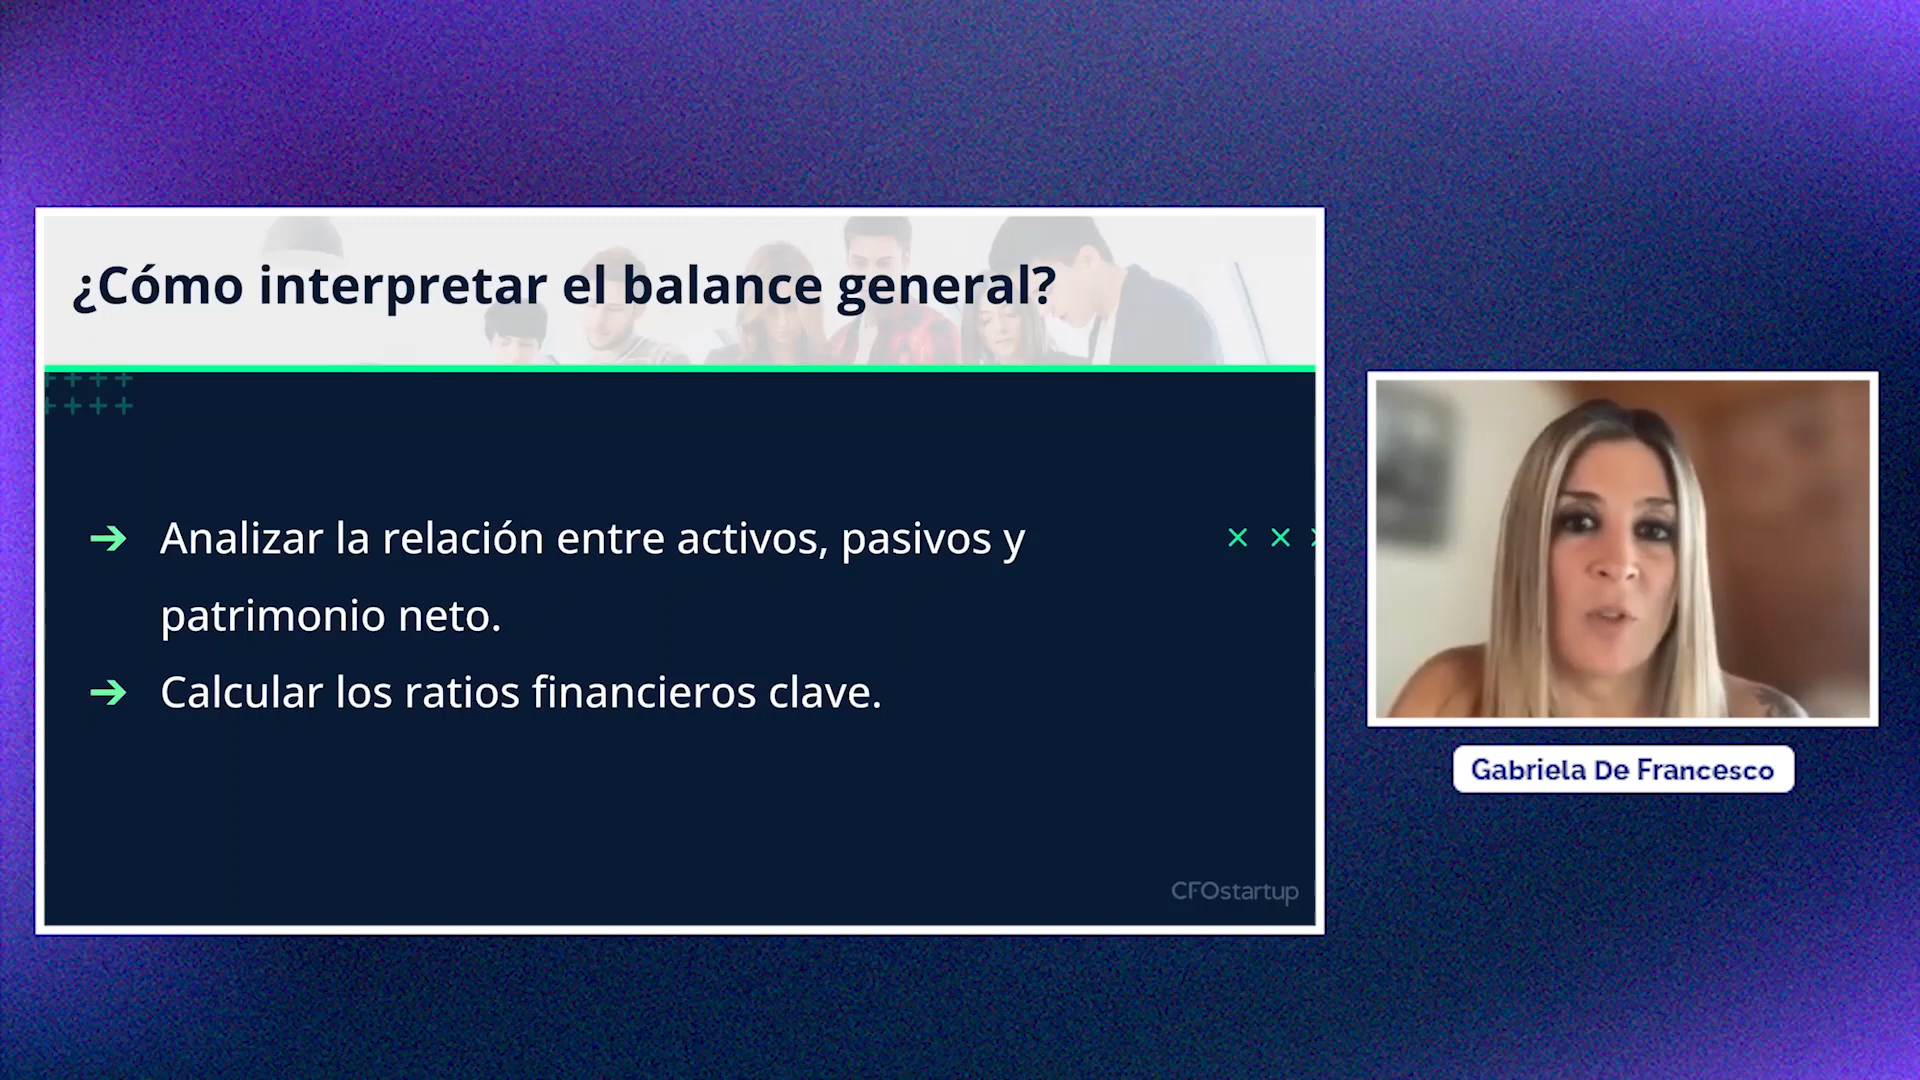 ¿Cómo interpretar el balance general?
➔ Analizar la relación entre activos, pasivos y
patrimonio neto.
➔ Calcular los ratios financieros clave.
CFOstartup
Gabriela De Francesco